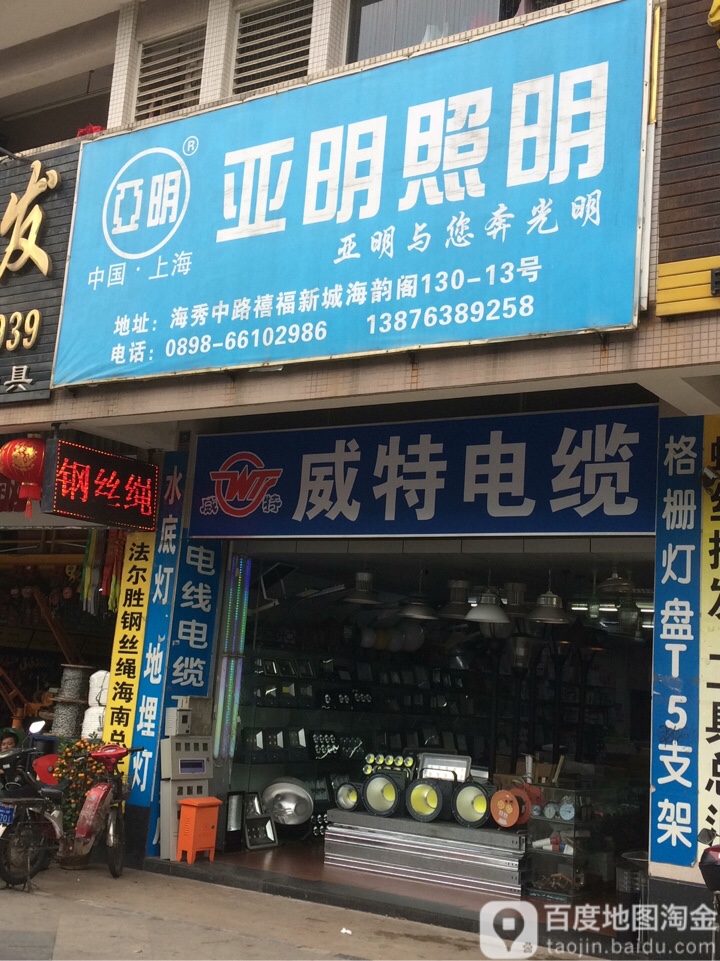 亞明
®
中国·上海
亚明照明
亚明与您奔光明
地址：海秀中路禧福新城海韵阁130-13号
电话：0898-66102986 13876389258
发
939
具
钢丝绳
威特
威特电缆
水底灯 地埋灯
电线电缆
法尔胜钢丝绳海南总
格栅灯盘T5支架
百度地图淘金
taojin.baidu.com